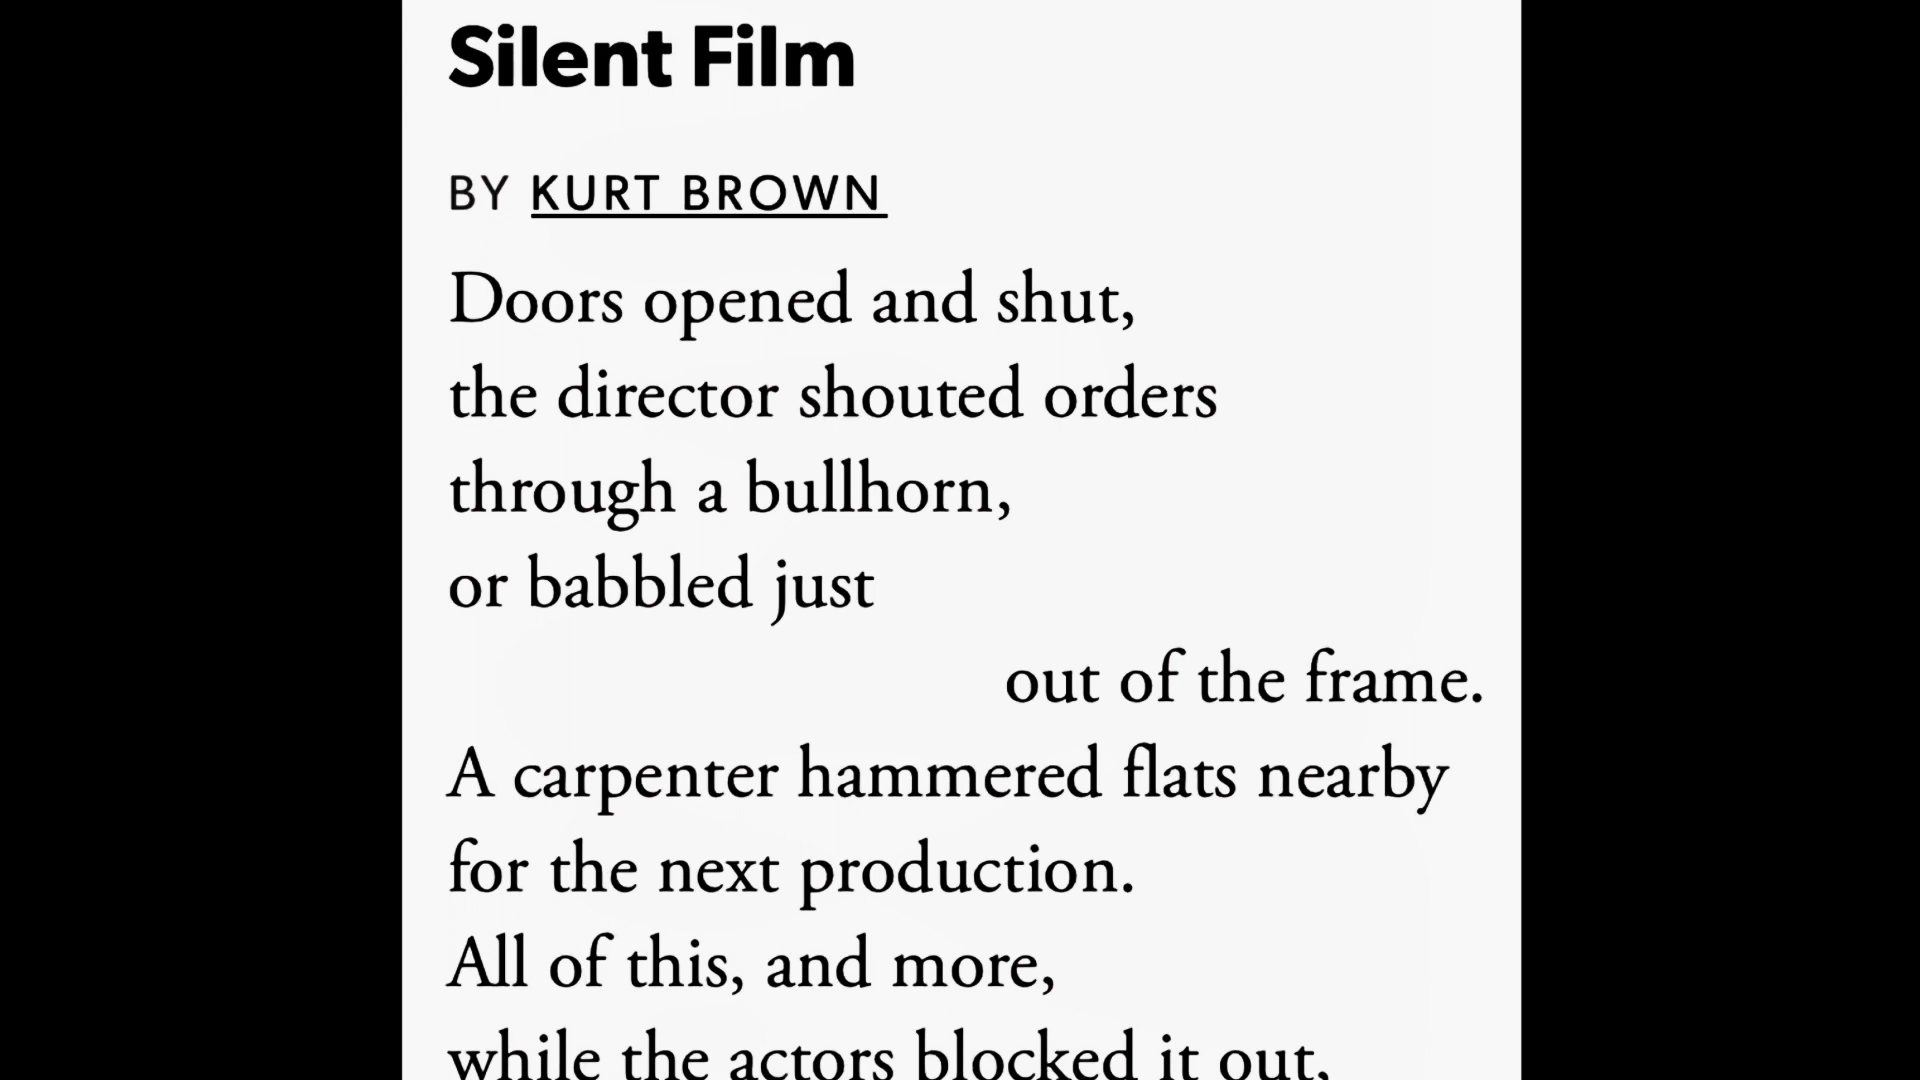 Silent Film
BY KURT BROWN
Doors opened and shut,
the director shouted orders
through a bullhorn,
or babbled just
out of the frame.
A carpenter hammered flats nearby
for the next production.
All of this, and more,
while the actors blocked it out,